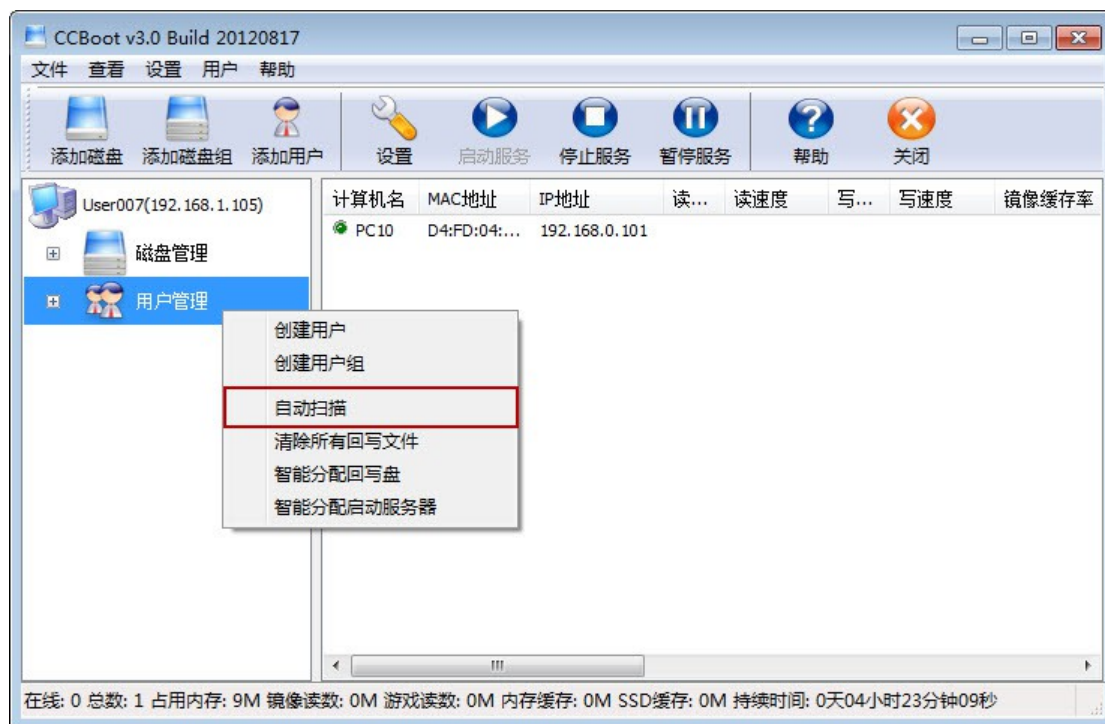 CCBoot v3.0 Build 20120817
文件 查看 设置 用户 帮助
添加磁盘 添加磁盘组 添加用户 设置 启动服务 停止服务 暂停服务 帮助 关闭
User007(192.168.1.105)
磁盘管理
用户管理
计算机名 MAC地址 IP地址 读... 读速度 写... 写速度 镜像缓存率
PC10 D4:FD:04:... 192.168.0.101
创建用户
创建用户组
自动扫描
清除所有回写文件
智能分配回写盘
智能分配启动服务器
在线: 0 总数: 1 占用内存: 9M 镜像读数: 0M 游戏读数: 0M 内存缓存: 0M SSD缓存: 0M 持续时间: 0天04小时23分钟09秒